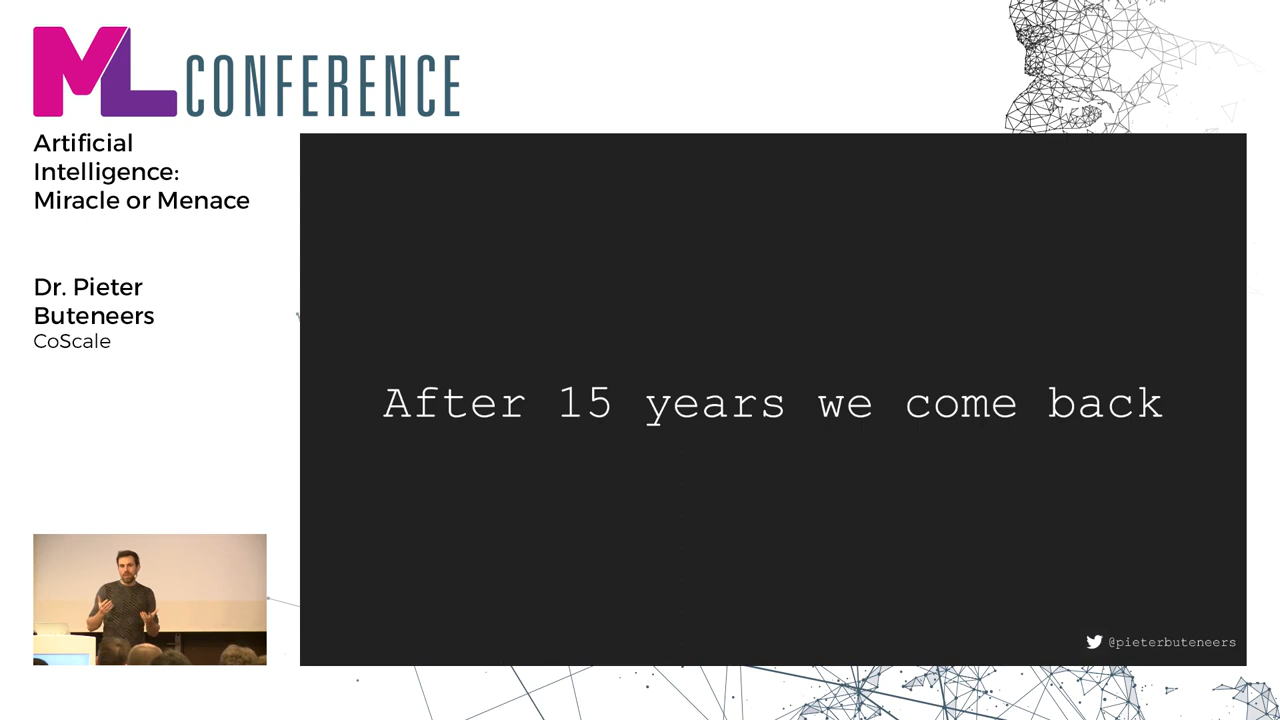 ML CONFERENCE
Artificial
Intelligence:
Miracle or Menace
Dr. Pieter
Buteneers
CoScale
After 15 years we come back
@pieterbuteneers